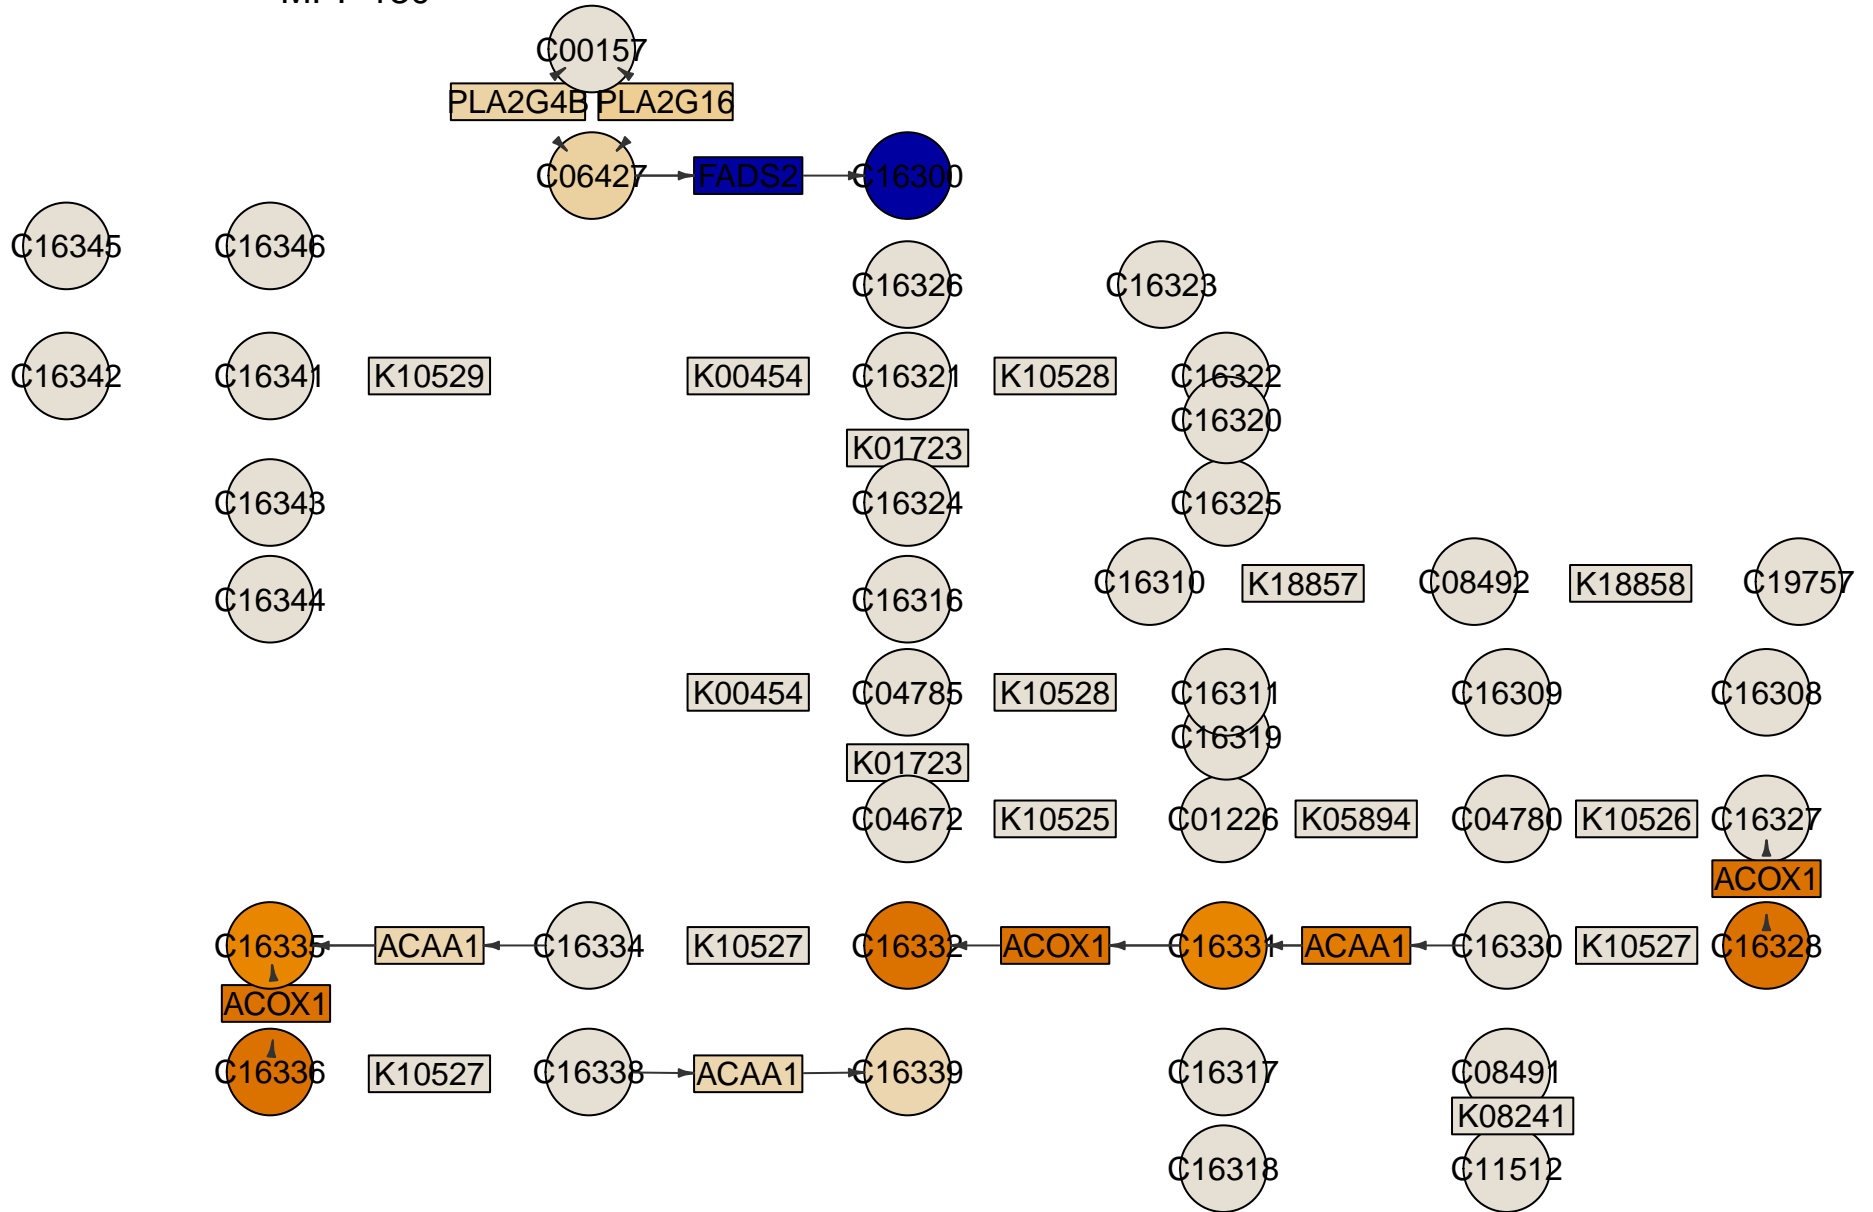 C00157
PLA2G4B PLA2G16
C06427 FADS2 C16300
C16345 C16346
C16326 C16323
C16342 C16341 K10529 K00454 C16321 K10528 C16322
C16320
K01723
C16343 C16324 C16325
C16310 K18857 C08492 K18858 C19757
C16344 C16316
K00454 C04785 K10528 C16311 C16309 C16308
C16319
K01723
C04672 K10525 C01226 K05894 C04780 K10526 C16327
ACOX1
C16335 ACAA1 C16334 K10527 C16332 ACOX1 C16331 ACAA1 C16330 K10527 C16328
ACOX1
C16336 K10527 C16338 ACAA1 C16339 C16317 C08491
K08241
C16318 C11512